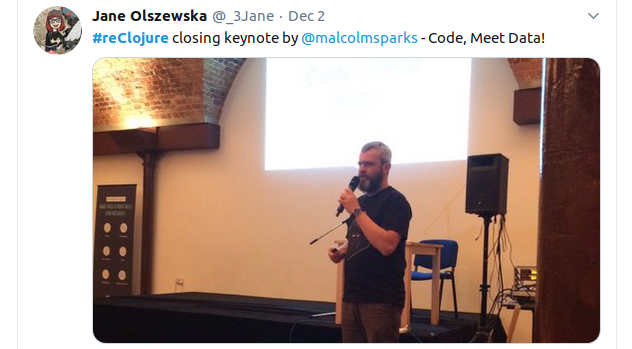 Jane Olszewska @_3Jane · Dec 2
#reClojure closing keynote by @malcolmsparks - Code, Meet Data!